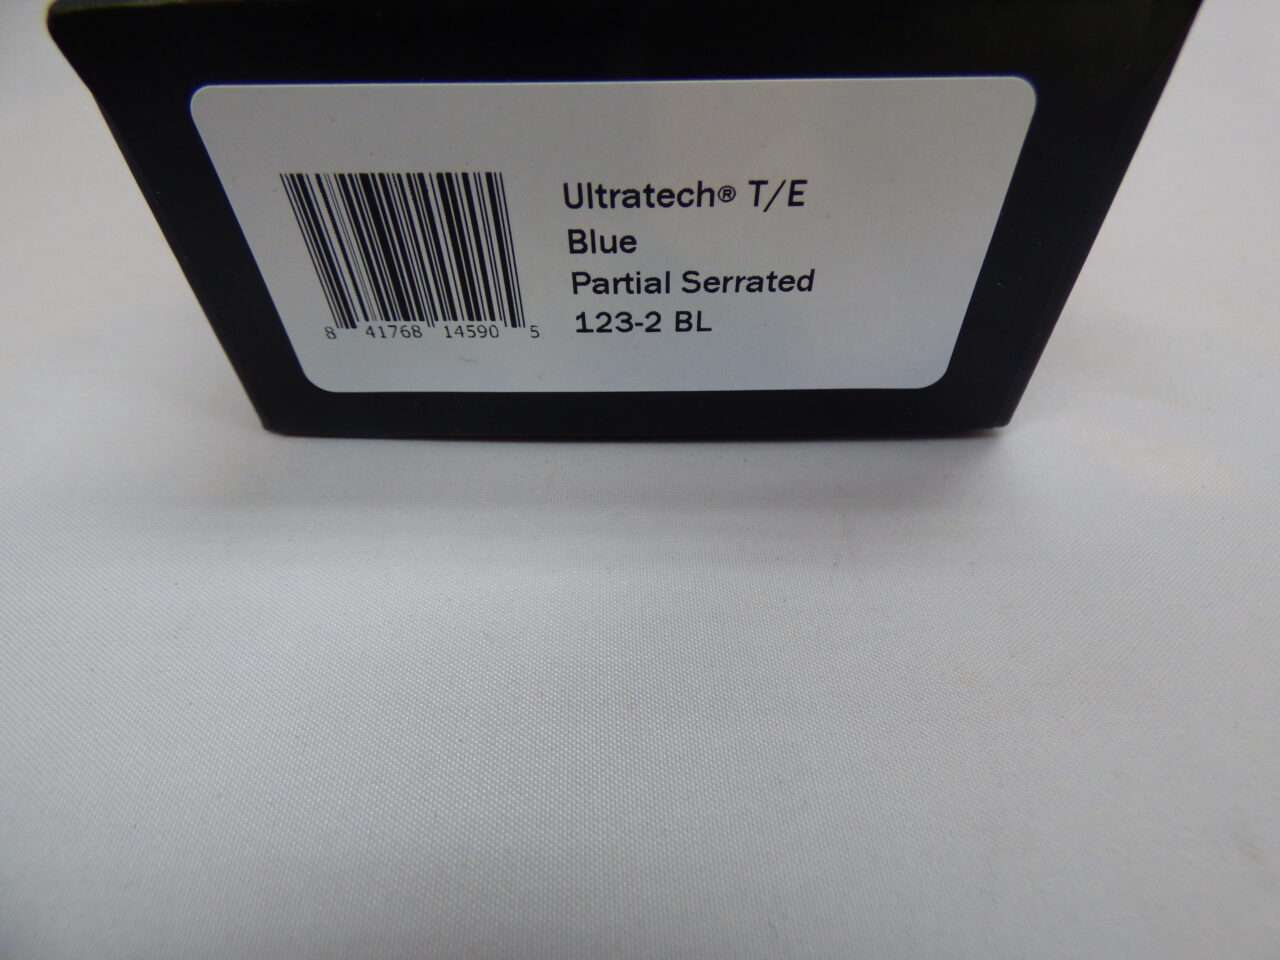 Ultratech® T/E
Blue
Partial Serrated
123-2 BL
8 41768 14590 5